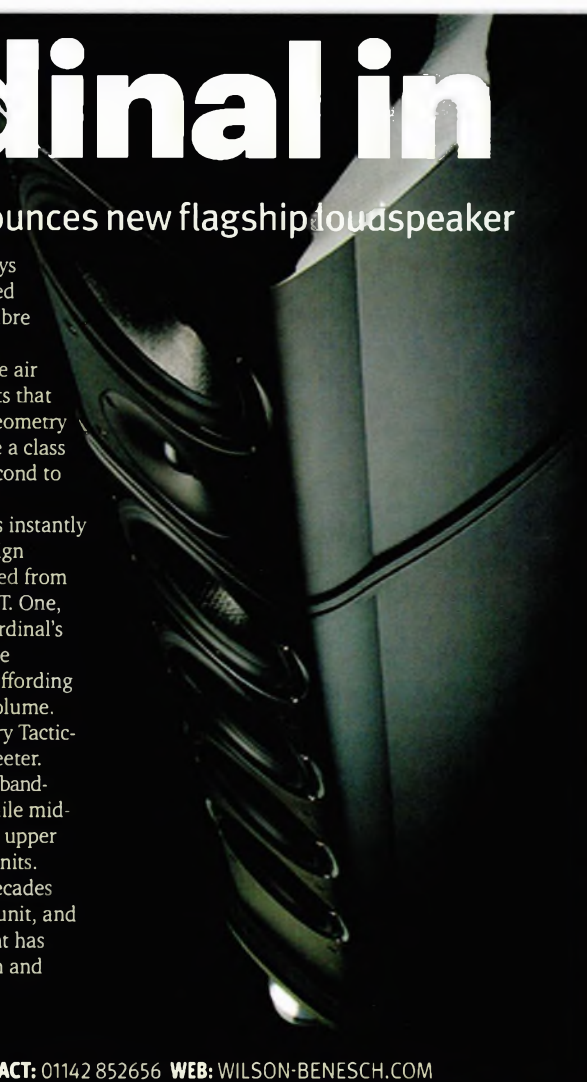 dinal in
ounces new flagship loudspeaker
ys
ed
bre
e air
ts that
eometry
e a class
cond to
s instantly
ign
ed from
T. One,
rdinal's
e
ffording
olume.
ry Tactic-
eeter.
band-
ile mid-
upper
nits.
ecades
unit, and
nt has
n and
ACT: 01142 852656 WEB: WILSON-BENESCH.COM